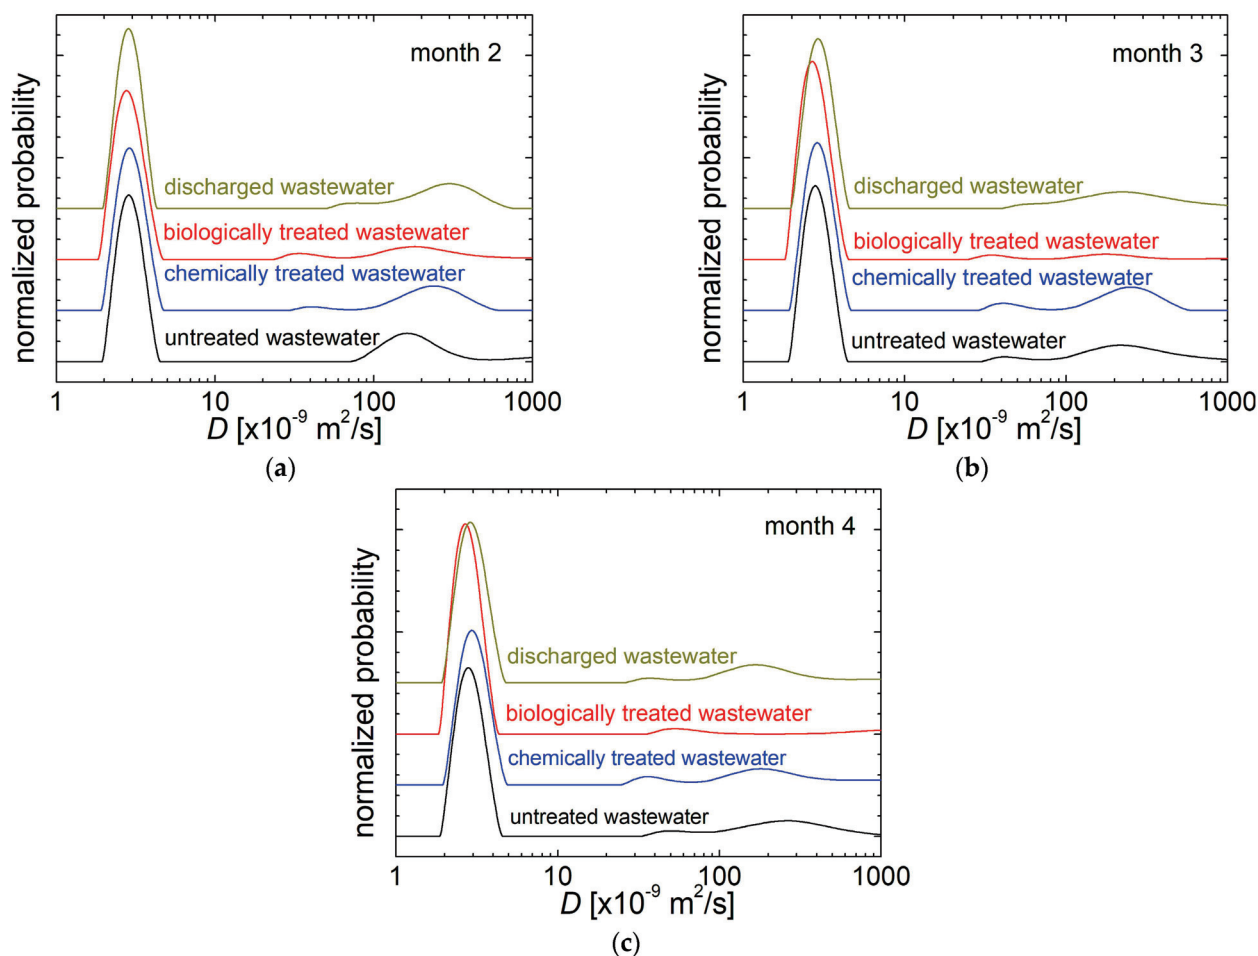 month 2
normalized probability
discharged wastewater
biologically treated wastewater
chemically treated wastewater
untreated wastewater
1 10 100 1000
D [x10⁻⁹ m²/s]
(a)
month 3
normalized probability
discharged wastewater
biologically treated wastewater
chemically treated wastewater
untreated wastewater
1 10 100 1000
D [x10⁻⁹ m²/s]
(b)
month 4
normalized probability
discharged wastewater
biologically treated wastewater
chemically treated wastewater
untreated wastewater
1 10 100 1000
D [x10⁻⁹ m²/s]
(c)